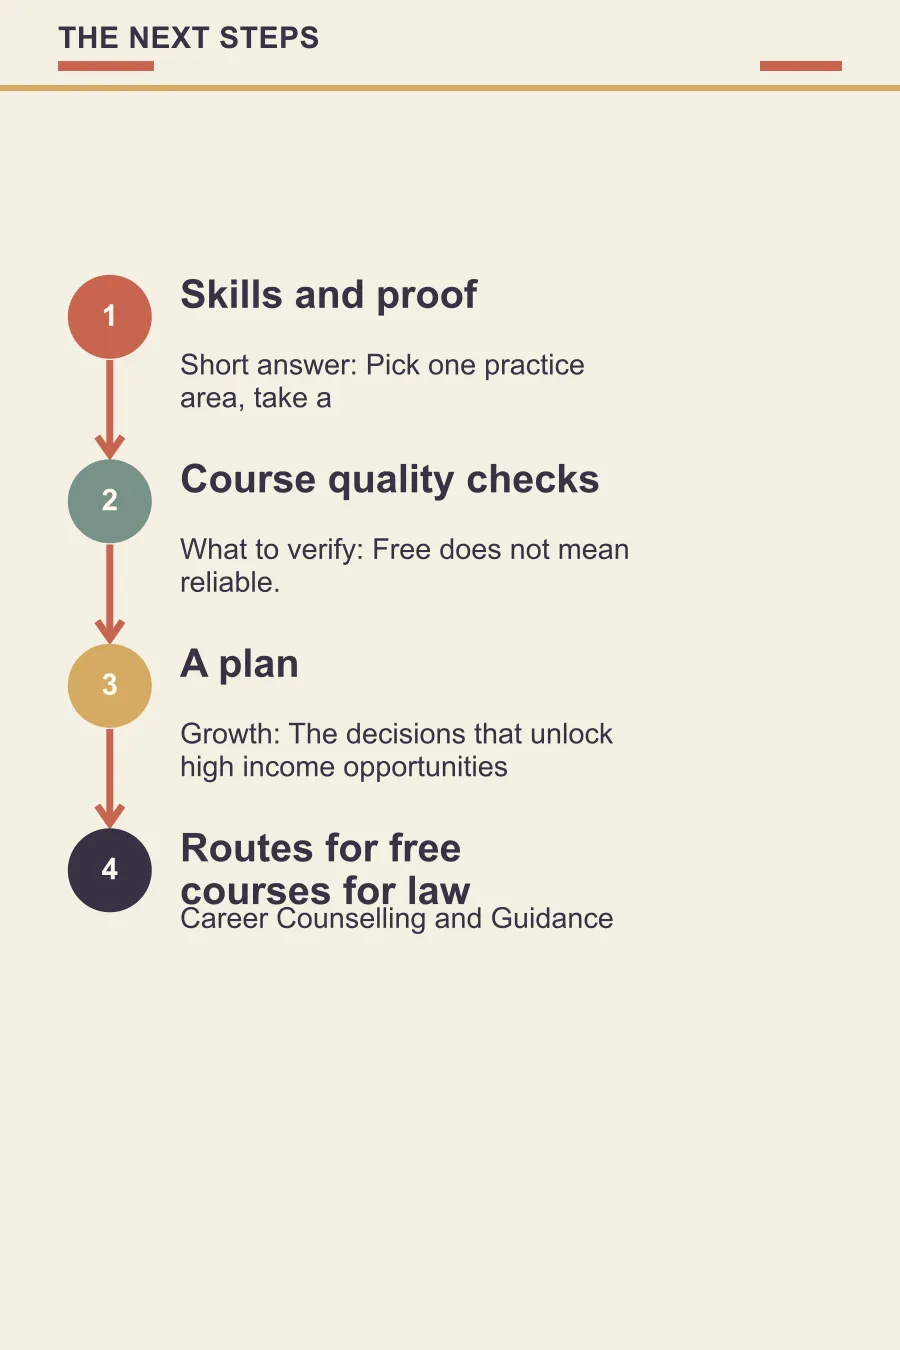 THE NEXT STEPS
1
Skills and proof
Short answer: Pick one practice
area, take a
2
Course quality checks
What to verify: Free does not mean
reliable.
3
A plan
Growth: The decisions that unlock
high income opportunities
4
Routes for free
courses for law
Career Counselling and Guidance